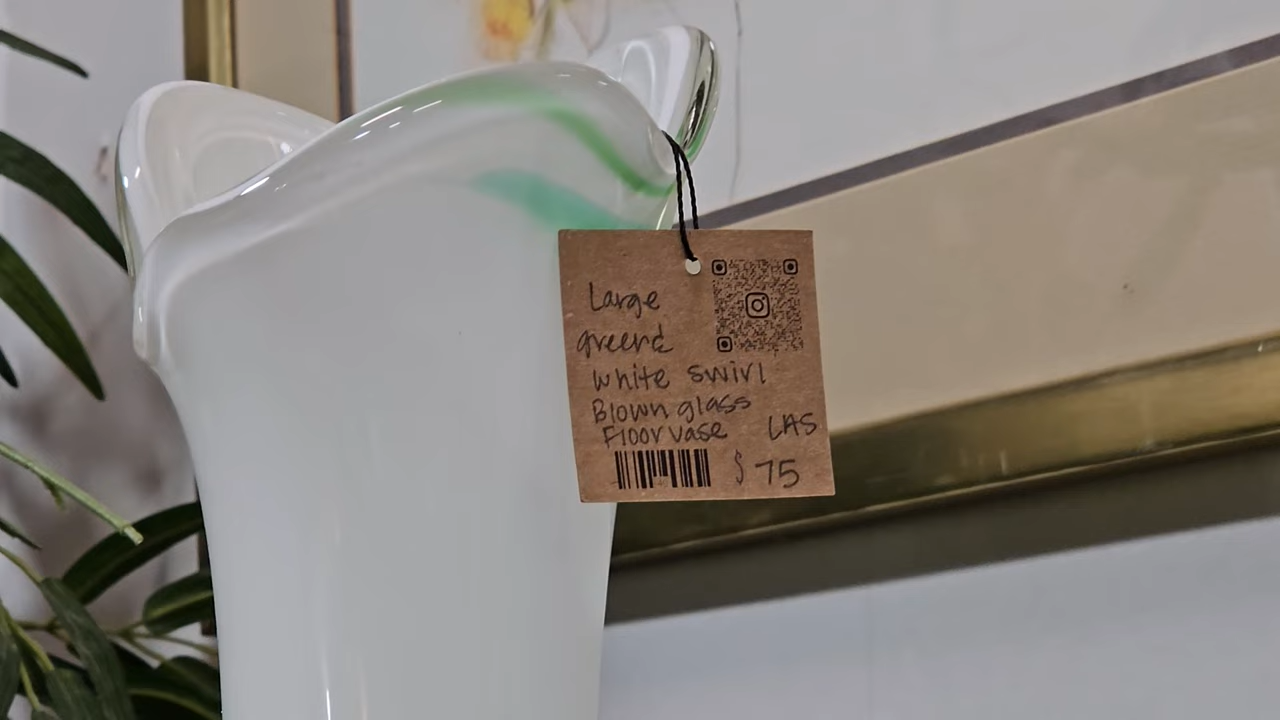 Large
green &
white swirl
Blown glass
Floor vase LAS
$75